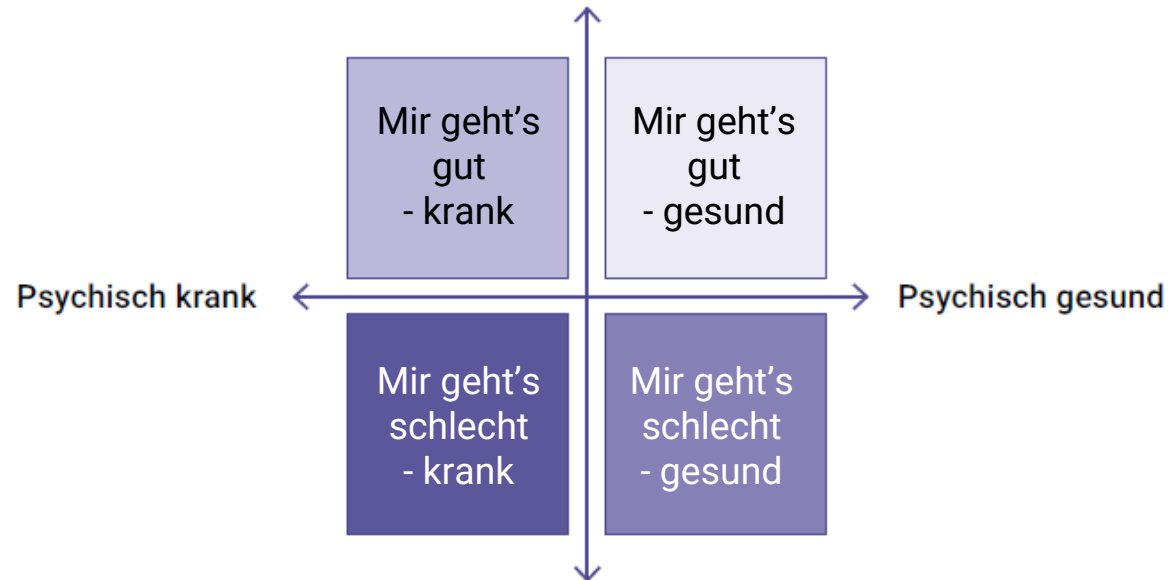 Mir geht’s
gut
- krank
Mir geht’s
gut
- gesund
Psychisch krank
Psychisch gesund
Mir geht’s
schlecht
- krank
Mir geht’s
schlecht
- gesund